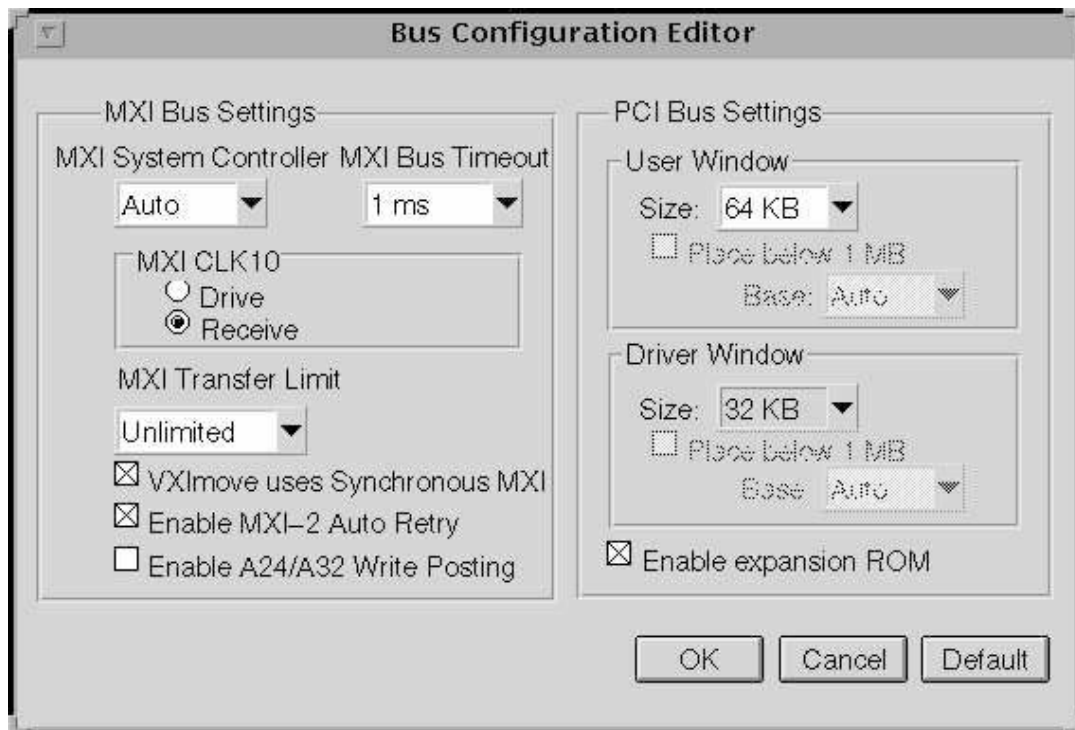 Bus Configuration Editor
MXI Bus Settings
MXI System Controller MXI Bus Timeout
Auto 1 ms
MXI CLK10
Drive
Receive
MXI Transfer Limit
Unlimited
VXImove uses Synchronous MXI
Enable MXI-2 Auto Retry
Enable A24/A32 Write Posting
PCI Bus Settings
User Window
Size: 64 KB
Place below 1 MB
Base: Auto
Driver Window
Size: 32 KB
Place below 1 MB
Base Auto
Enable expansion ROM
OK Cancel Default